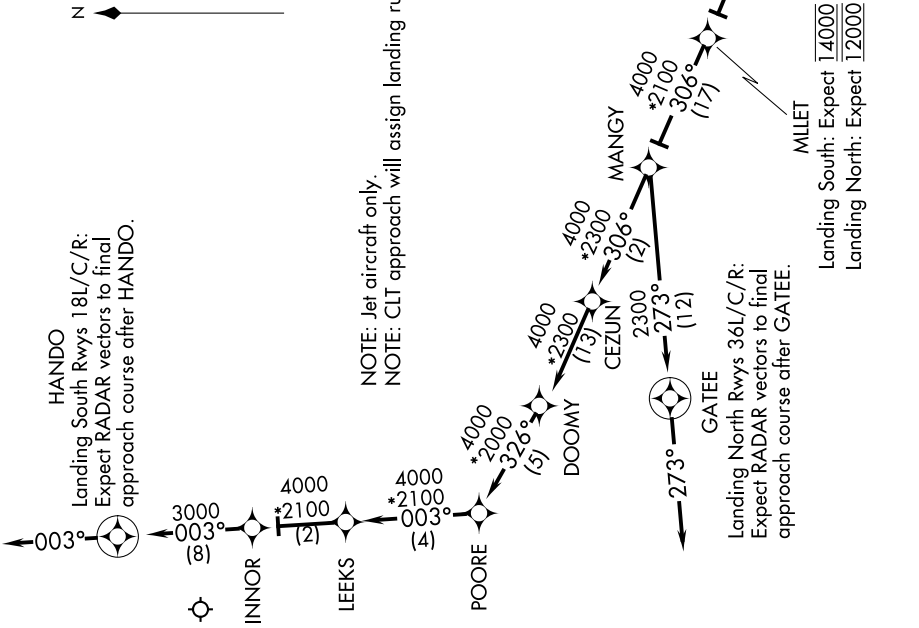 N
HANDO
Landing South Rwys 18L/C/R:
Expect RADAR vectors to final
approach course after HANDO.
003°
3000
003°
(8)
INNOR
4000
*2100
(2)
LEEKS
4000
*2100
003°
(4)
POORE
NOTE: Jet aircraft only.
NOTE: CLT approach will assign landing ru
4000
*2000
326°
(5)
DOOMY
4000
*2300
(13)
CEZUN
4000
*2300
306°
(2)
MANGY
4000
*2100
306°
(17)
MLLET
Landing South: Expect 14000
Landing North: Expect 12000
2300
273°
(12)
GATEE
Landing North Rwys 36L/C/R:
Expect RADAR vectors to final
approach course after GATEE.
273°